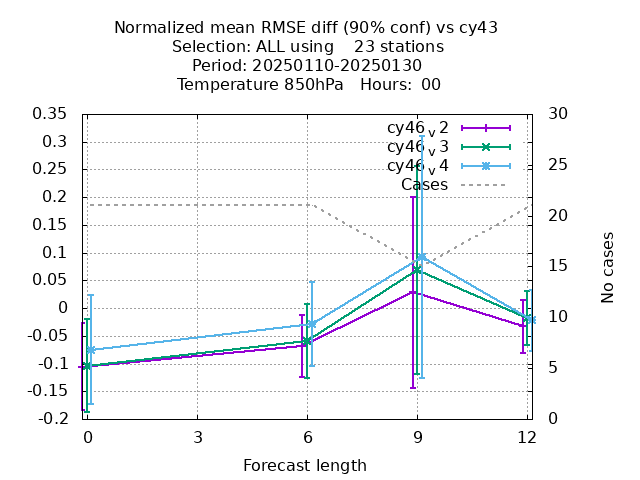 Normalized mean RMSE diff (90% conf) vs cy43
Selection: ALL using    23 stations
Period: 20250110-20250130
Temperature 850hPa   Hours:  00
0.35
0.3
0.25
0.2
0.15
0.1
0.05
0
-0.05
-0.1
-0.15
-0.2
30
25
20
15
10
5
0
cy46v2
cy46v3
cy46v4
Cases
No cases
0 3 6 9 12
Forecast length